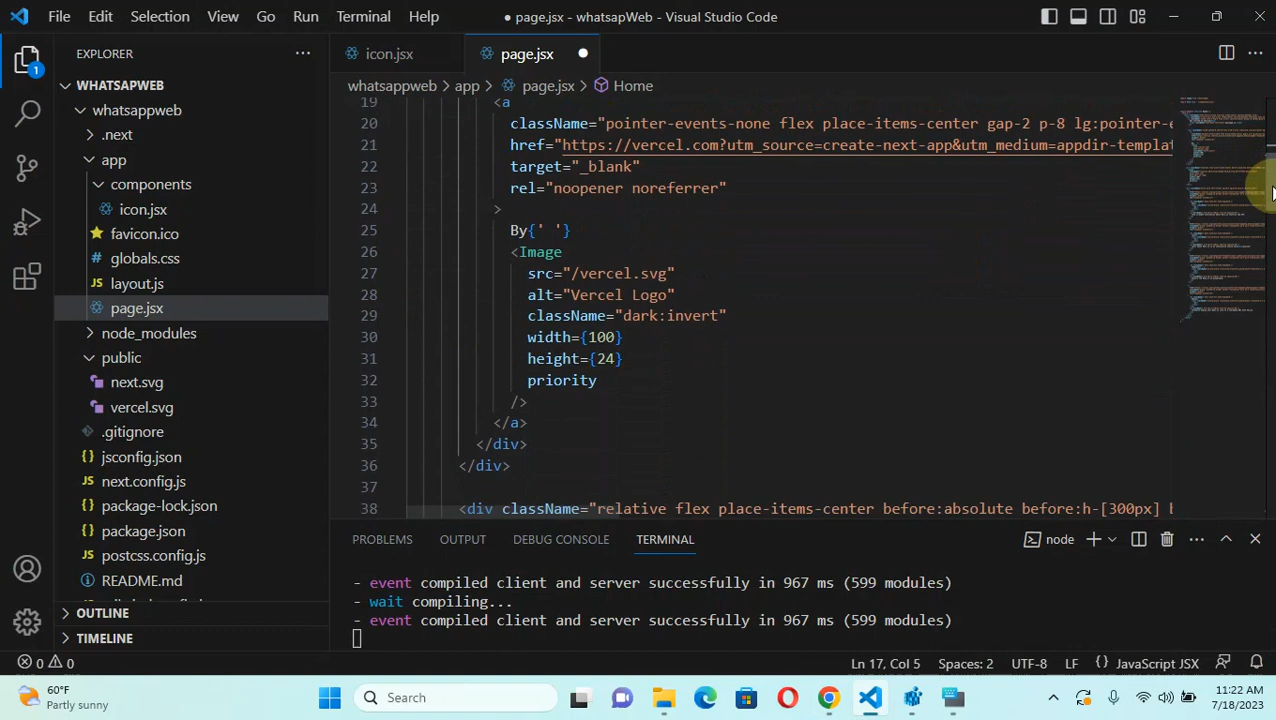 File Edit Selection View Go Run Terminal Help
● page.jsx - whatsapWeb - Visual Studio Code
EXPLORER
icon.jsx page.jsx
WHATSAPWEB
whatsappweb
.next
app
components
icon.jsx
favicon.ico
globals.css
layout.js
page.jsx
node_modules
public
next.svg
vercel.svg
.gitignore
jsconfig.json
next.config.js
package-lock.json
package.json
postcss.config.js
README.md
OUTLINE
TIMELINE
1
whatsappweb > app > page.jsx > Home
19 <a
20 className="pointer-events-none flex place-items-center gap-2 p-8 lg:pointer-e
21 href="https://vercel.com?utm_source=create-next-app&utm_medium=appdir-templat
22 target="_blank"
23 rel="noopener noreferrer"
24 >
25 By{' '}
26 <Image
27 src="/vercel.svg"
28 alt="Vercel Logo"
29 className="dark:invert"
30 width={100}
31 height={24}
32 priority
33 />
34 </a>
35 </div>
36 </div>
37
38 <div className="relative flex place-items-center before:absolute before:h-[300px] b
PROBLEMS OUTPUT DEBUG CONSOLE TERMINAL
node
- event compiled client and server successfully in 967 ms (599 modules)
- wait compiling...
- event compiled client and server successfully in 967 ms (599 modules)
0 0
Ln 17, Col 5 Spaces: 2 UTF-8 LF {} JavaScript JSX
60°F
Partly sunny
Search
11:22 AM
7/18/2023